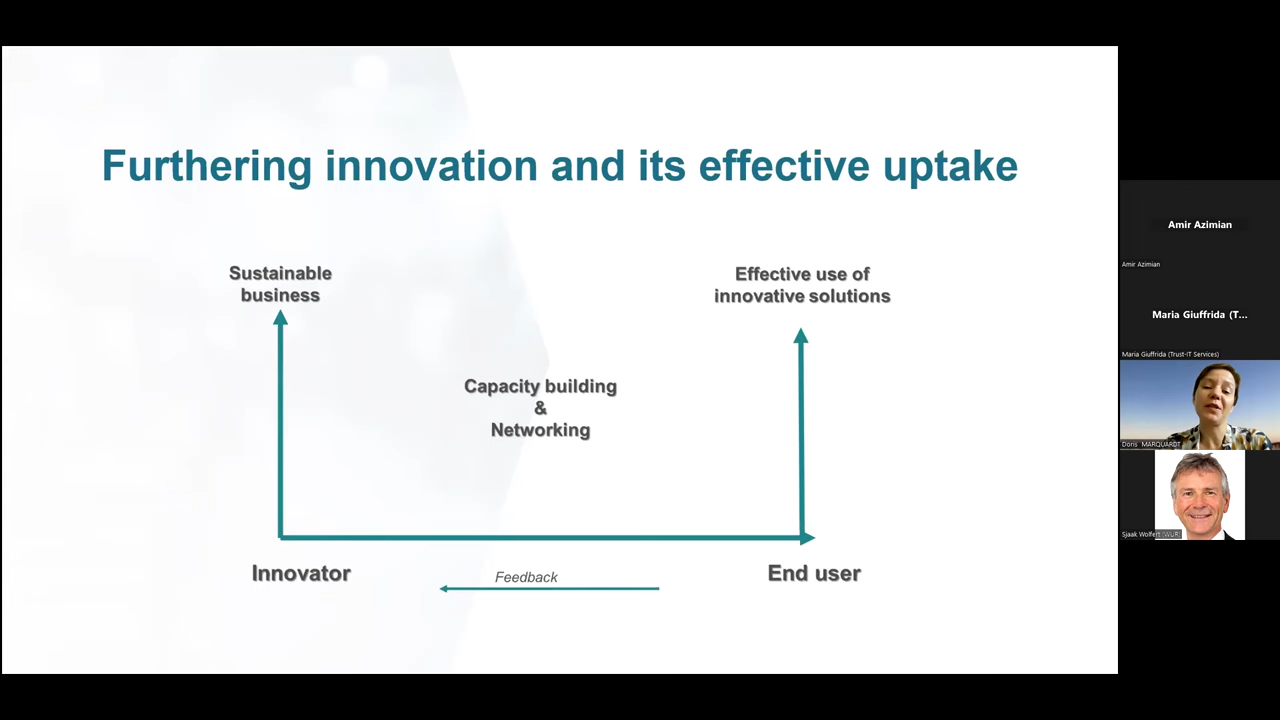 Furthering innovation and its effective uptake
Sustainable
business
Effective use of
innovative solutions
Capacity building
&
Networking
Innovator
Feedback
End user
Amir Azimian
Amir Azimian
Maria Giuffrida (T...
Maria Giuffrida (Trust-IT Services)
Doris MARQUARDT
Sjaak Wolfert (WUR)